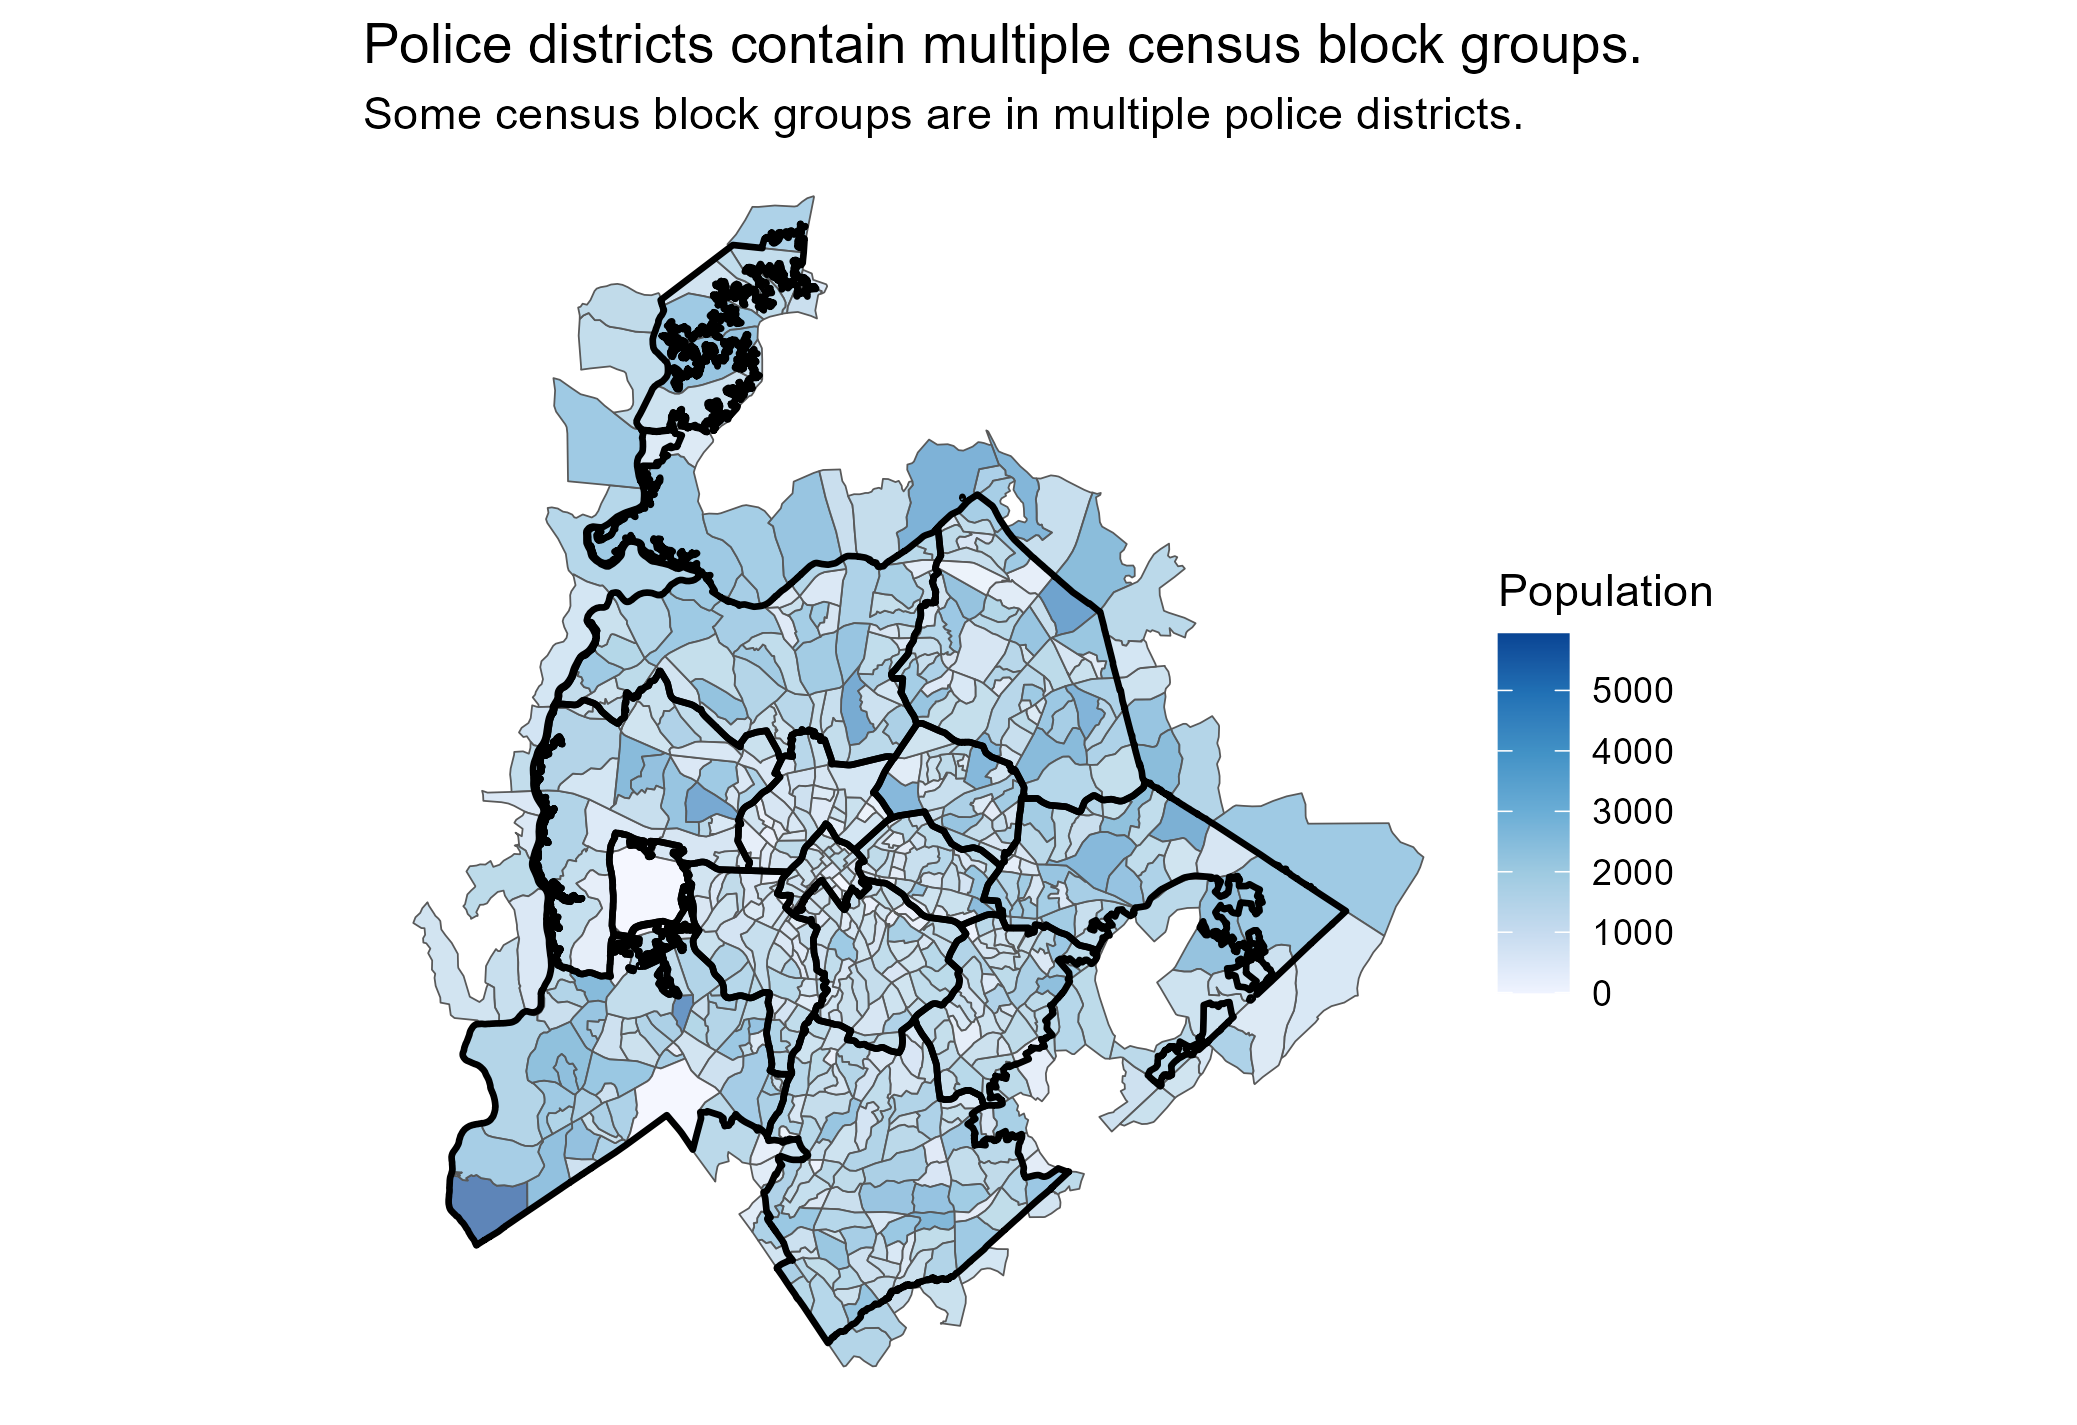 Police districts contain multiple census block groups.
Some census block groups are in multiple police districts.
Population
5000
4000
3000
2000
1000
0